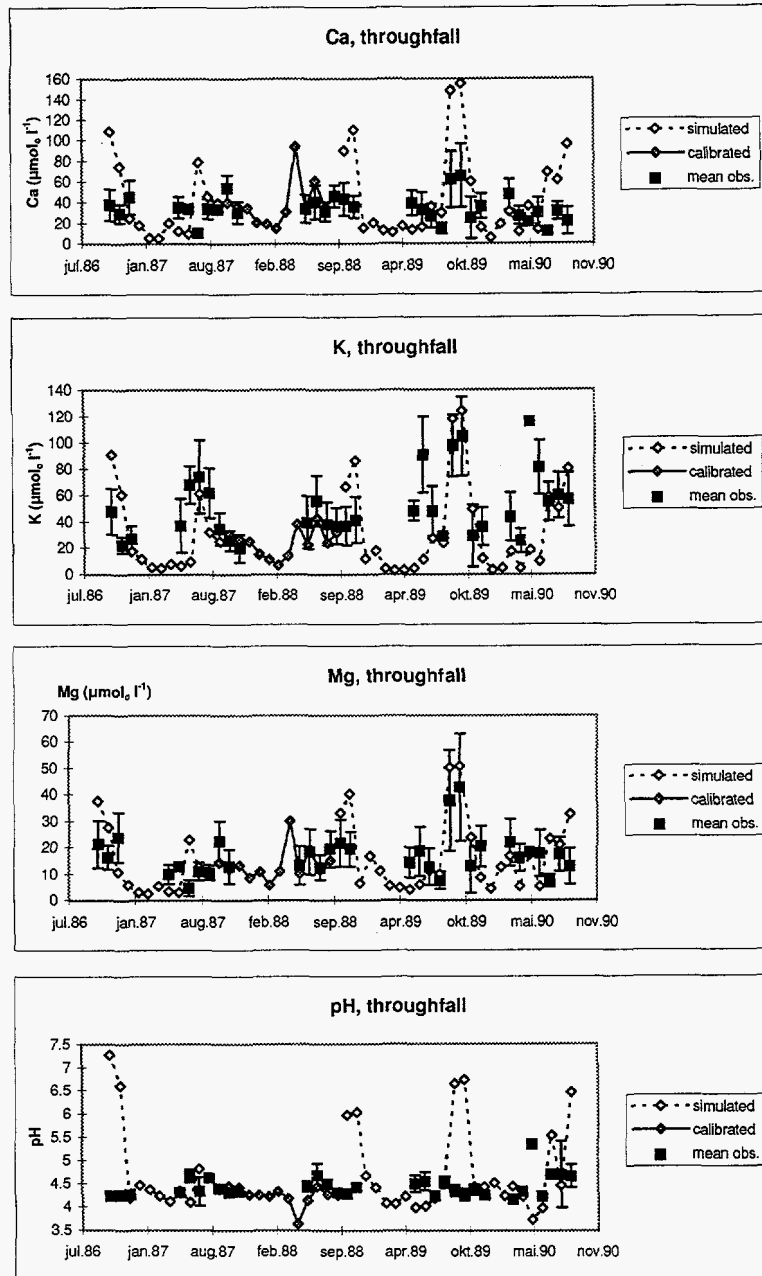 Ca, throughfall
Ca (µmolc l-1)
160
140
120
100
80
60
40
20
0
jul.86 jan.87 aug.87 feb.88 sep.88 apr.89 okt.89 mai.90 nov.90
simulated
calibrated
mean obs.
K, throughfall
K (µmolc l-1)
140
120
100
80
60
40
20
0
jul.86 jan.87 aug.87 feb.88 sep.88 apr.89 okt.89 mai.90 nov.90
simulated
calibrated
mean obs.
Mg, throughfall
Mg (µmolc l-1)
70
60
50
40
30
20
10
0
jul.86 jan.87 aug.87 feb.88 sep.88 apr.89 okt.89 mai.90 nov.90
simulated
calibrated
mean obs.
pH, throughfall
pH
7.5
7
6.5
6
5.5
5
4.5
4
3.5
jul.86 jan.87 aug.87 feb.88 sep.88 apr.89 okt.89 mai.90 nov.90
simulated
calibrated
mean obs.